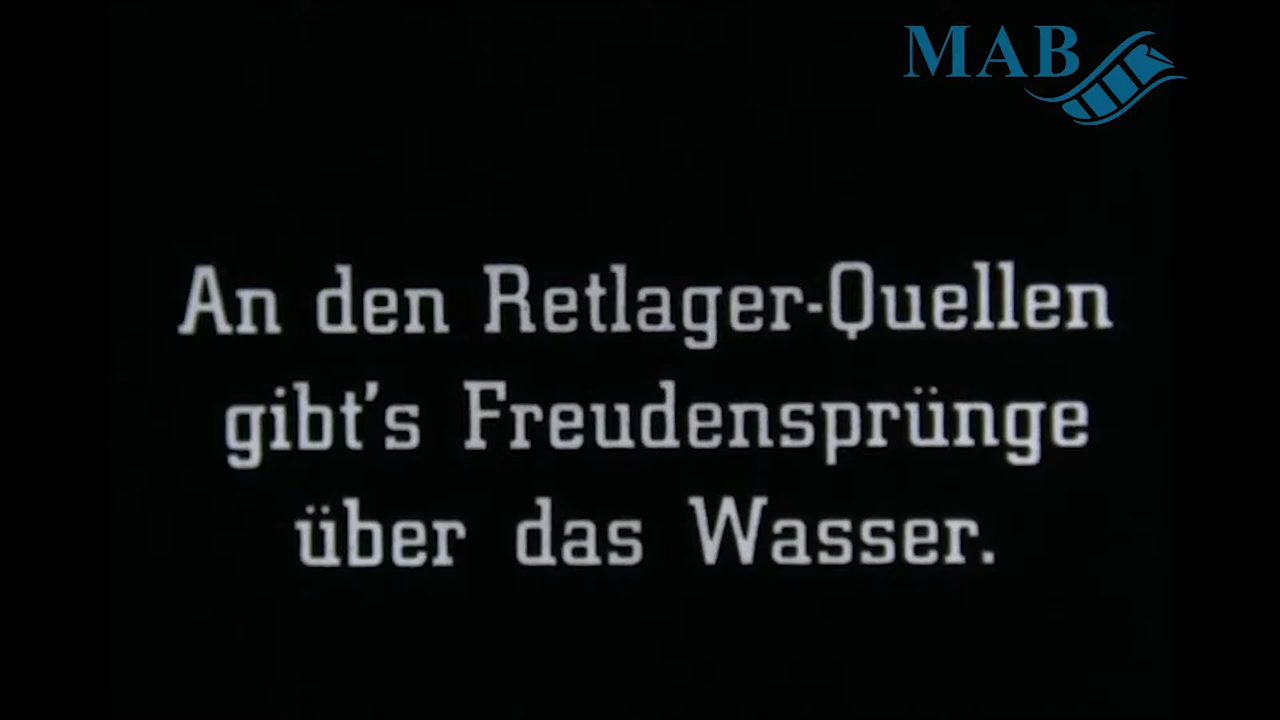 MAB
An den Retlager-Quellen
gibt's Freudensprünge
über das Wasser.